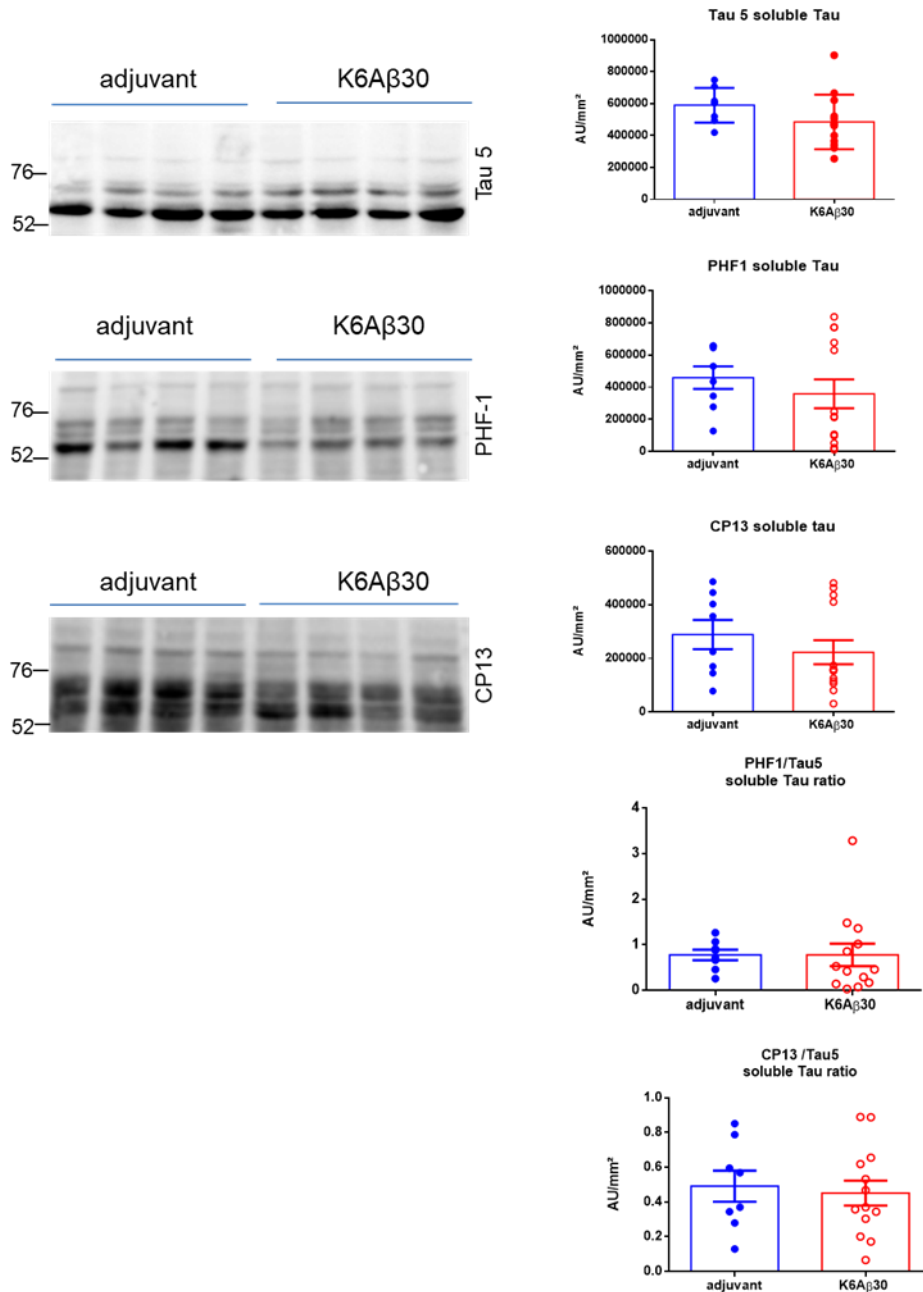 adjuvant K6Aβ30
76
52
Tau 5
Tau 5 soluble Tau
AU/mm²
1000000
800000
600000
400000
200000
0
adjuvant K6Aβ30
adjuvant K6Aβ30
76
52
PHF-1
PHF1 soluble Tau
AU/mm²
1000000
800000
600000
400000
200000
0
adjuvant K6Aβ30
adjuvant K6Aβ30
76
52
CP13
CP13 soluble tau
AU/mm²
600000
400000
200000
0
adjuvant K6Aβ30
PHF1/Tau5
soluble Tau ratio
AU/mm²
4
3
2
1
0
adjuvant K6Aβ30
CP13 /Tau5
soluble Tau ratio
AU/mm²
1.0
0.8
0.6
0.4
0.2
0.0
adjuvant K6Aβ30